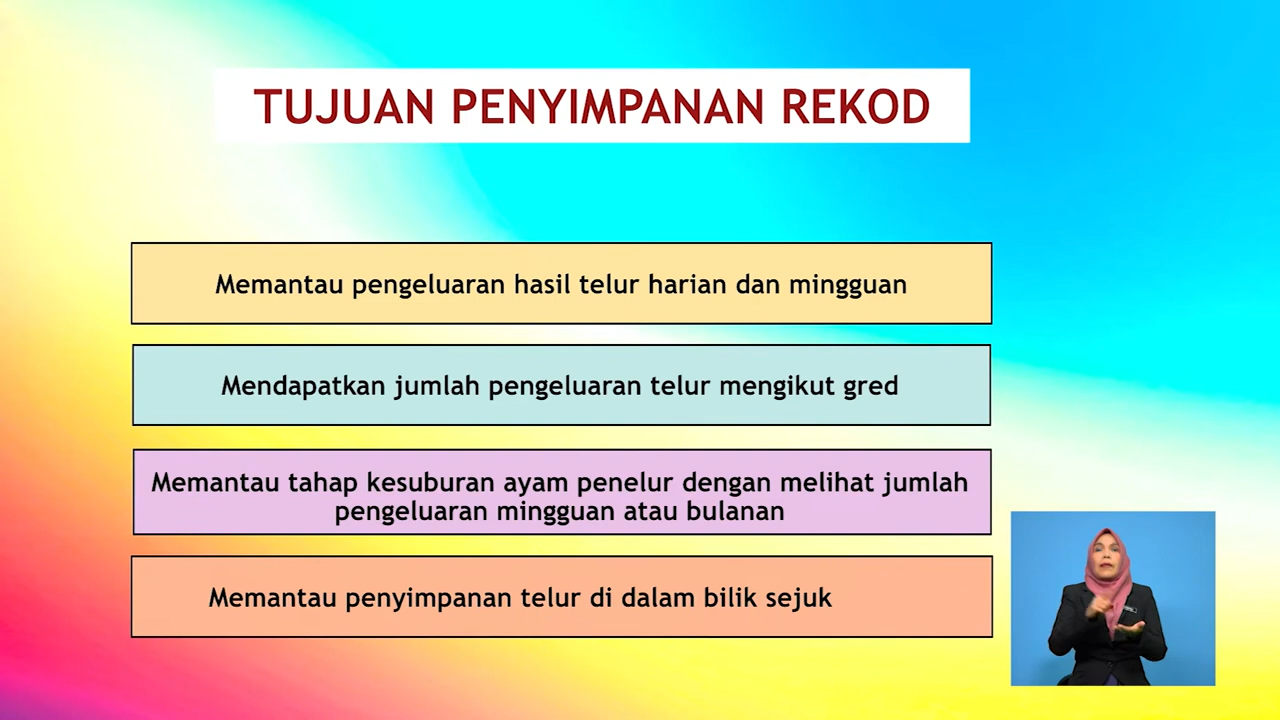 TUJUAN PENYIMPANAN REKOD
Memantau pengeluaran hasil telur harian dan mingguan
Mendapatkan jumlah pengeluaran telur mengikut gred
Memantau tahap kesuburan ayam penelur dengan melihat jumlah
pengeluaran mingguan atau bulanan
Memantau penyimpanan telur di dalam bilik sejuk